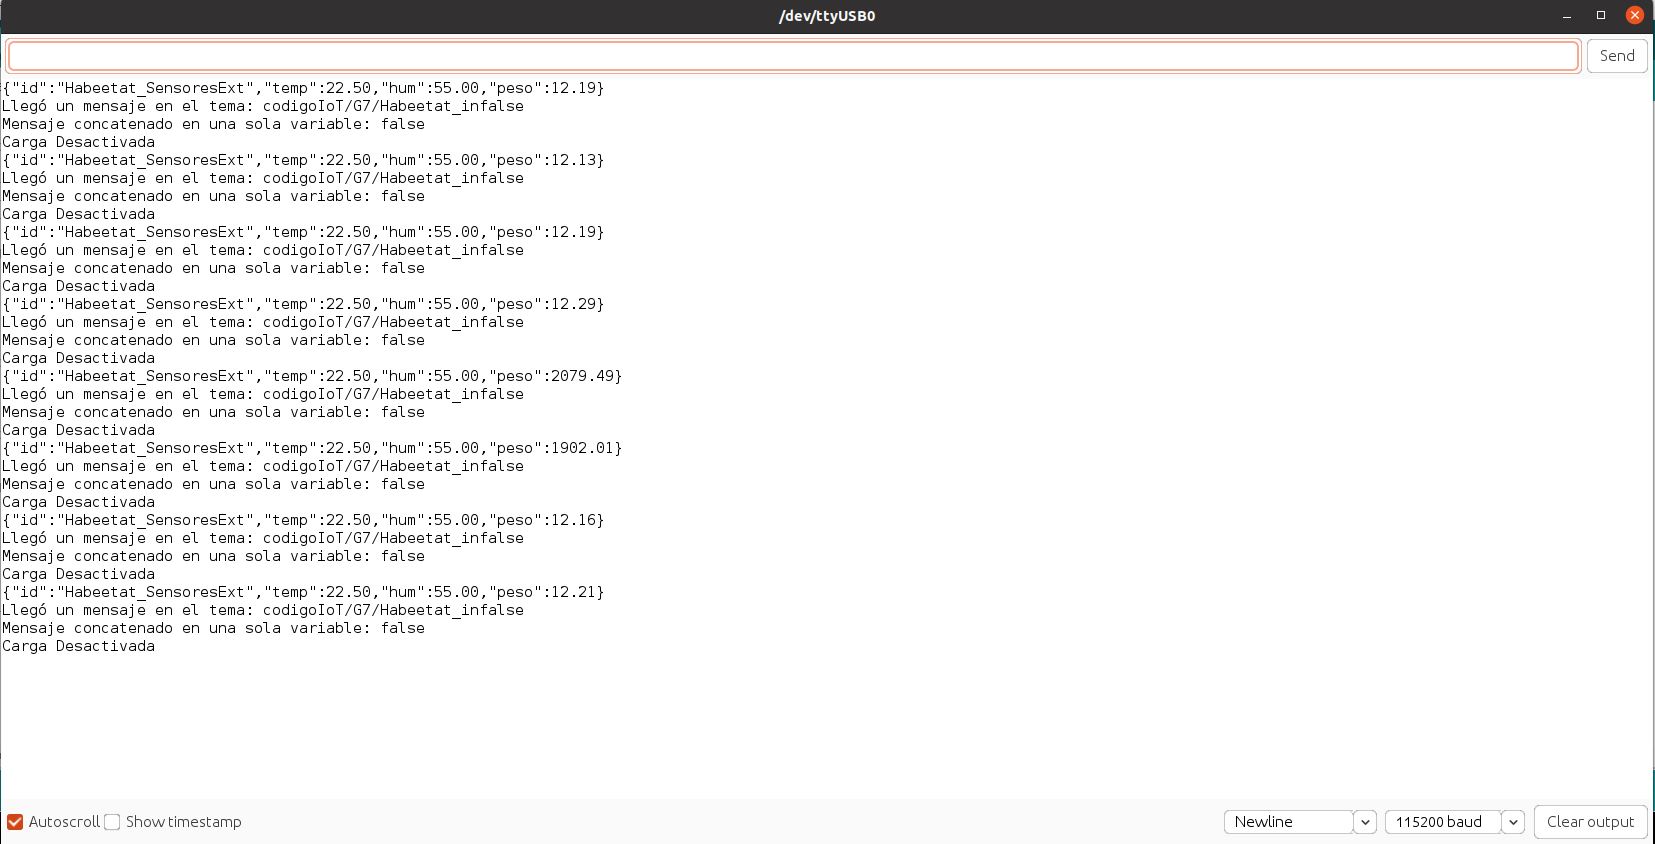 /dev/ttyUSB0
Send
{"id":"Habeetat_SensoresExt","temp":22.50,"hum":55.00,"peso":12.19}
Llegó un mensaje en el tema: codigoIoT/G7/Habeetat_infalse
Mensaje concatenado en una sola variable: false
Carga Desactivada
{"id":"Habeetat_SensoresExt","temp":22.50,"hum":55.00,"peso":12.13}
Llegó un mensaje en el tema: codigoIoT/G7/Habeetat_infalse
Mensaje concatenado en una sola variable: false
Carga Desactivada
{"id":"Habeetat_SensoresExt","temp":22.50,"hum":55.00,"peso":12.19}
Llegó un mensaje en el tema: codigoIoT/G7/Habeetat_infalse
Mensaje concatenado en una sola variable: false
Carga Desactivada
{"id":"Habeetat_SensoresExt","temp":22.50,"hum":55.00,"peso":12.29}
Llegó un mensaje en el tema: codigoIoT/G7/Habeetat_infalse
Mensaje concatenado en una sola variable: false
Carga Desactivada
{"id":"Habeetat_SensoresExt","temp":22.50,"hum":55.00,"peso":2079.49}
Llegó un mensaje en el tema: codigoIoT/G7/Habeetat_infalse
Mensaje concatenado en una sola variable: false
Carga Desactivada
{"id":"Habeetat_SensoresExt","temp":22.50,"hum":55.00,"peso":1902.01}
Llegó un mensaje en el tema: codigoIoT/G7/Habeetat_infalse
Mensaje concatenado en una sola variable: false
Carga Desactivada
{"id":"Habeetat_SensoresExt","temp":22.50,"hum":55.00,"peso":12.16}
Llegó un mensaje en el tema: codigoIoT/G7/Habeetat_infalse
Mensaje concatenado en una sola variable: false
Carga Desactivada
{"id":"Habeetat_SensoresExt","temp":22.50,"hum":55.00,"peso":12.21}
Llegó un mensaje en el tema: codigoIoT/G7/Habeetat_infalse
Mensaje concatenado en una sola variable: false
Carga Desactivada
Autoscroll Show timestamp Newline 115200 baud Clear output